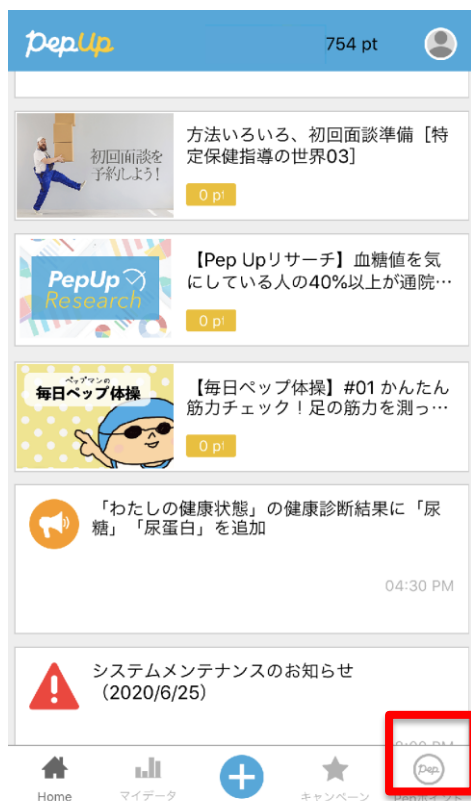 PepUp
754 pt
初回面談を
予約しよう!
方法いろいろ、初回面談準備[特
定保健指導の世界03]
0 pt
PepUp
Research
【Pep Upリサーチ】血糖値を気
にしている人の40%以上が通院…
0 pt
ペップマンの
毎日ペップ体操
【毎日ペップ体操】#01 かんたん
筋力チェック!足の筋力を測っ…
0 pt
「わたしの健康状態」の健康診断結果に「尿
糖」「尿蛋白」を追加
04:30 PM
システムメンテナンスのお知らせ
(2020/6/25)
Pep
Home
マイデータ
キャンペーン
Pepポイント